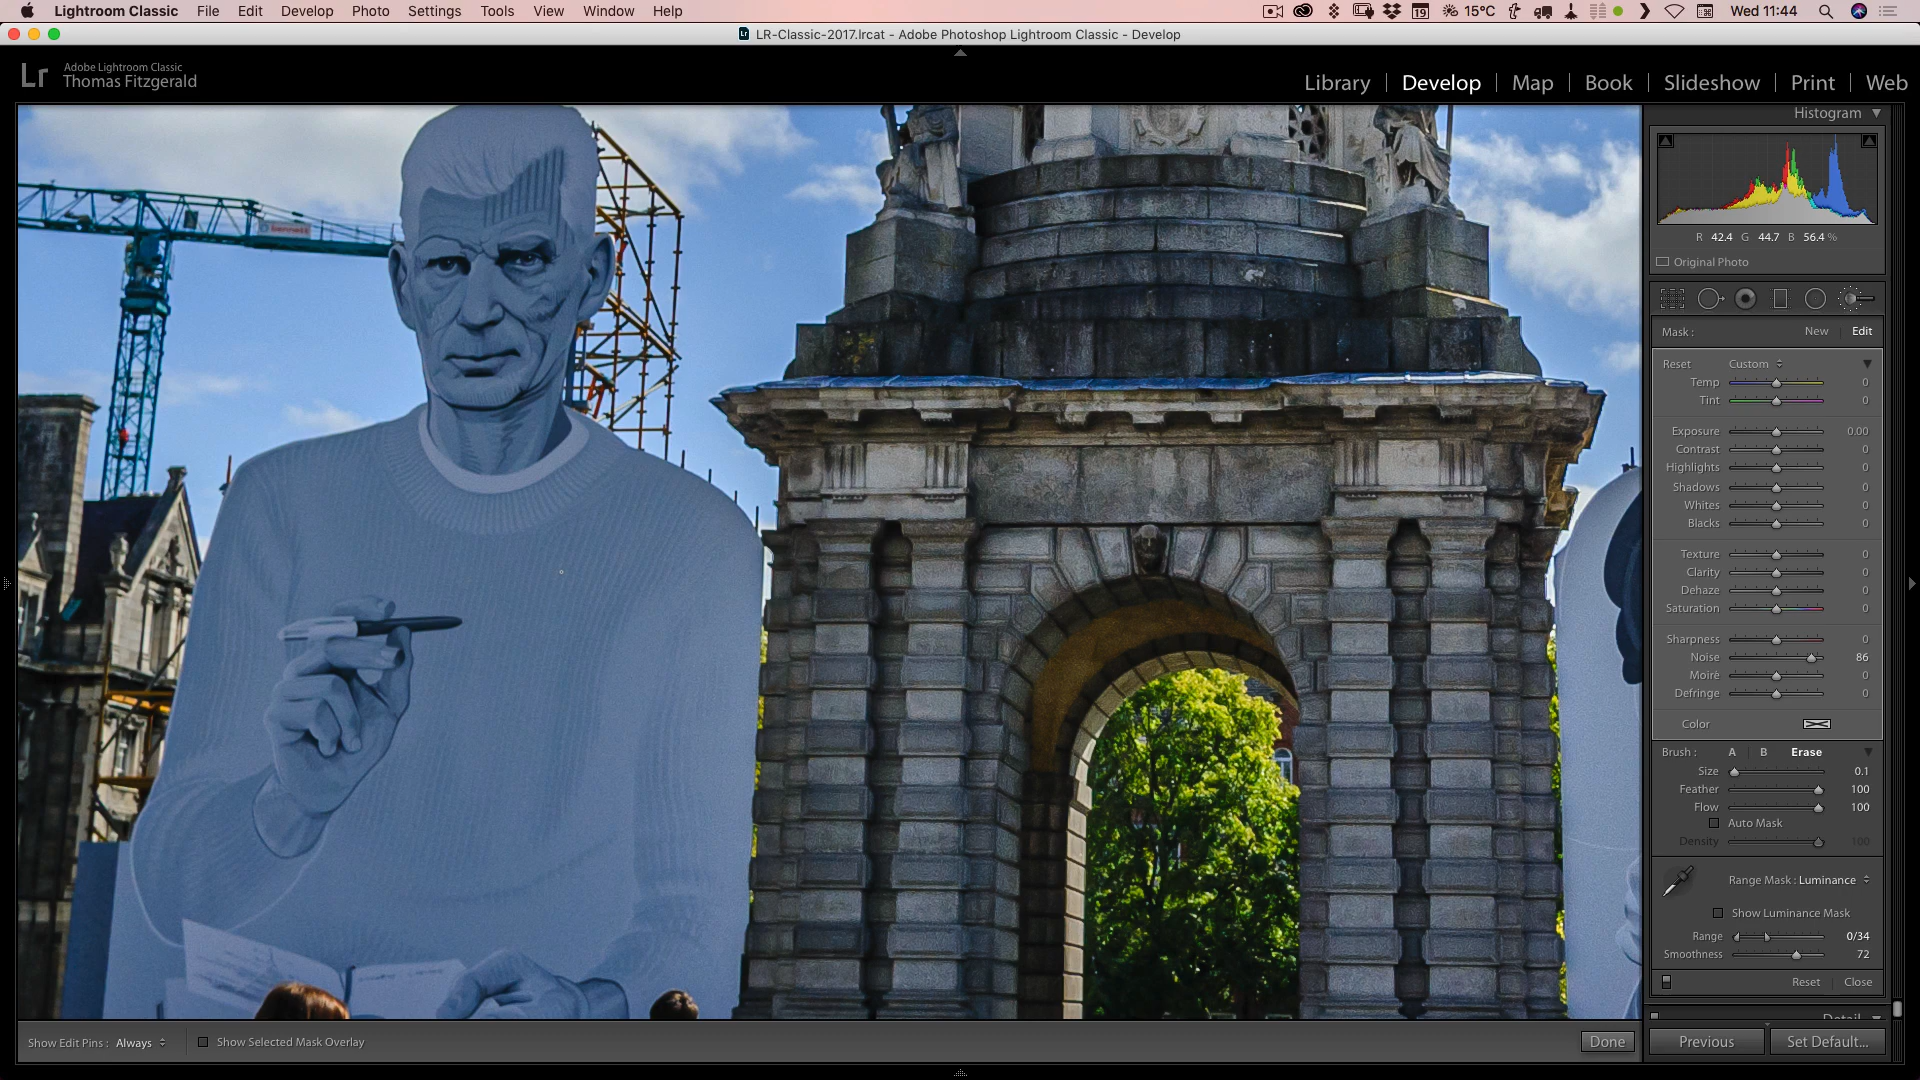 Lightroom Classic File Edit Develop Photo Settings Tools View Window Help 19 15°C Wed 11:44
LR-Classic-2017.lrcat - Adobe Photoshop Lightroom Classic - Develop
Lr Adobe Lightroom Classic
Thomas Fitzgerald
Library Develop Map Book Slideshow Print Web
Histogram
R 42.4 G 44.7 B 56.4 %
Original Photo
Mask : New Edit
Reset Custom
Temp 0
Tint 0
Exposure 0.00
Contrast 0
Highlights 0
Shadows 0
Whites 0
Blacks 0
Texture 0
Clarity 0
Dehaze 0
Saturation 0
Sharpness 0
Noise 86
Moiré 0
Defringe 0
Color
Brush : A B Erase
Size 0.1
Feather 100
Flow 100
Auto Mask
Density 100
Range Mask : Luminance
Show Luminance Mask
Range 0/34
Smoothness 72
Reset Close
Detail
Show Edit Pins : Always Show Selected Mask Overlay Done Previous Set Default...